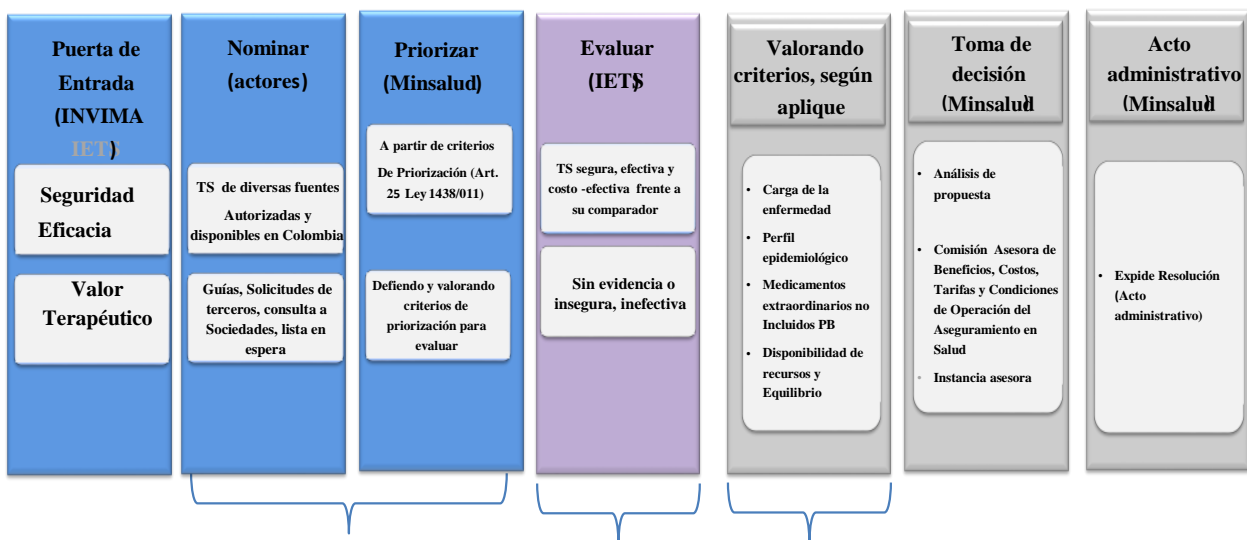 Puerta de
Entrada
(INVIMA
IETS)
Seguridad
Eficacia
Valor
Terapéutico
Nominar
(actores)
TS de diversas fuentes
Autorizadas y
disponibles en Colombia
Guías, Solicitudes de
terceros, consulta a
Sociedades, lista en
espera
Priorizar
(Minsalud)
A partir de criterios
De Priorización (Art.
25 Ley 1438/011)
Defiendo y valorando
criterios de
priorización para
evaluar
Evaluar
(IETS)
TS segura, efectiva y
costo -efectiva frente a
su comparador
Sin evidencia o
insegura, inefectiva
Valorando
criterios, según
aplique
• Carga de la
enfermedad
• Perfil
epidemiológico
• Medicamentos
extraordinarios no
Incluidos PB
• Disponibilidad de
recursos y
Equilibrio
Toma de
decisión
(Minsalud)
• Análisis de
propuesta
• Comisión Asesora de
Beneficios, Costos,
Tarifas y Condiciones
de Operación del
Aseguramiento en
Salud
• Instancia asesora
Acto
administrativo
(Minsalud)
• Expide Resolución
(Acto
administrativo)